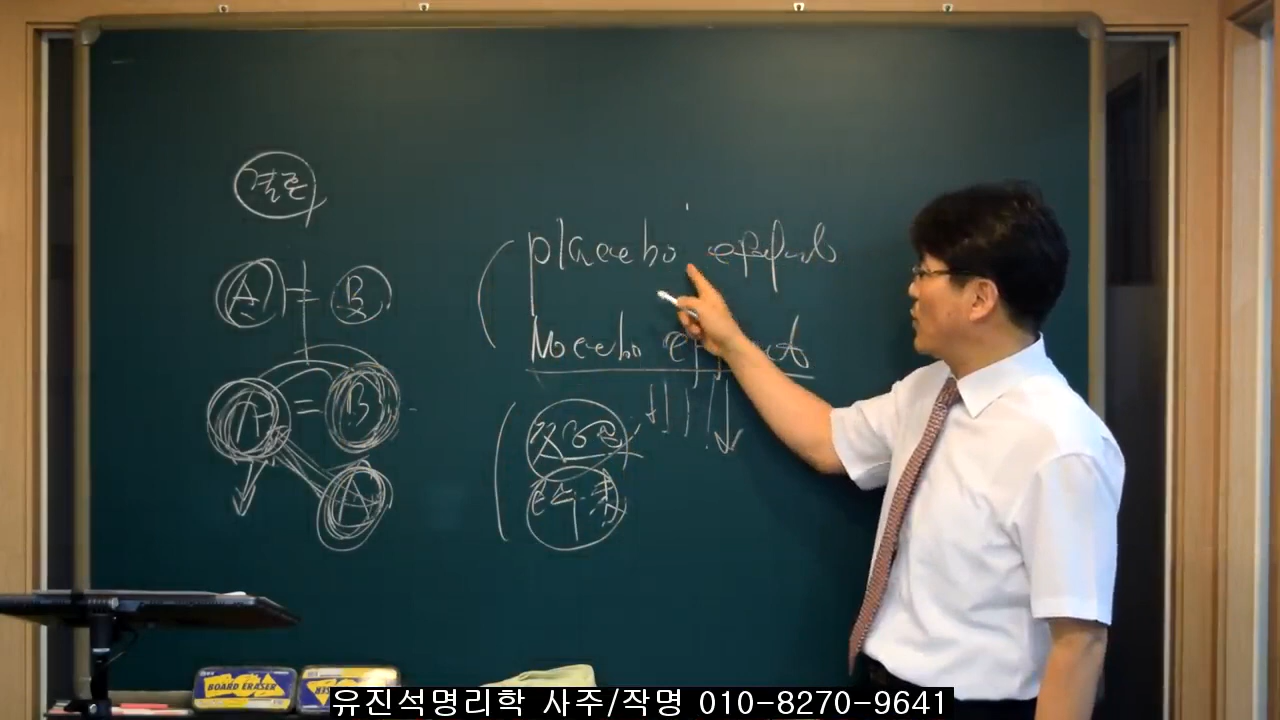 결론
A = B
A = B
A
placebo effect
Nocebo effect
BOARD ERASER
유진석명리학 사주/작명 010-8270-9641